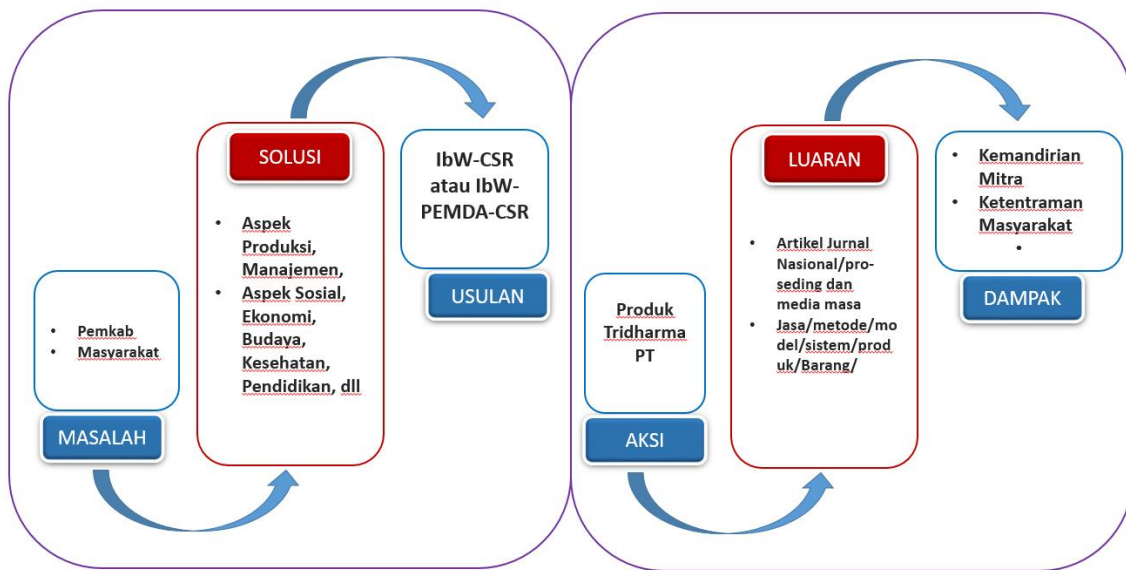 • Pemkab
• Masyarakat
MASALAH
SOLUSI
• Aspek
Produksi,
Manajemen,
• Aspek Sosial,
Ekonomi,
Budaya,
Kesehatan,
Pendidikan, dll
IbW-CSR
atau IbW-
PEMDA-CSR
USULAN
Produk
Tridharma
PT
AKSI
LUARAN
• Artikel Jurnal
Nasional/pro-
seding dan
media masa
• Jasa/metode/mo
del/sistem/prod
uk/Barang/
• Kemandirian
Mitra
• Ketentraman
Masyarakat
•
DAMPAK